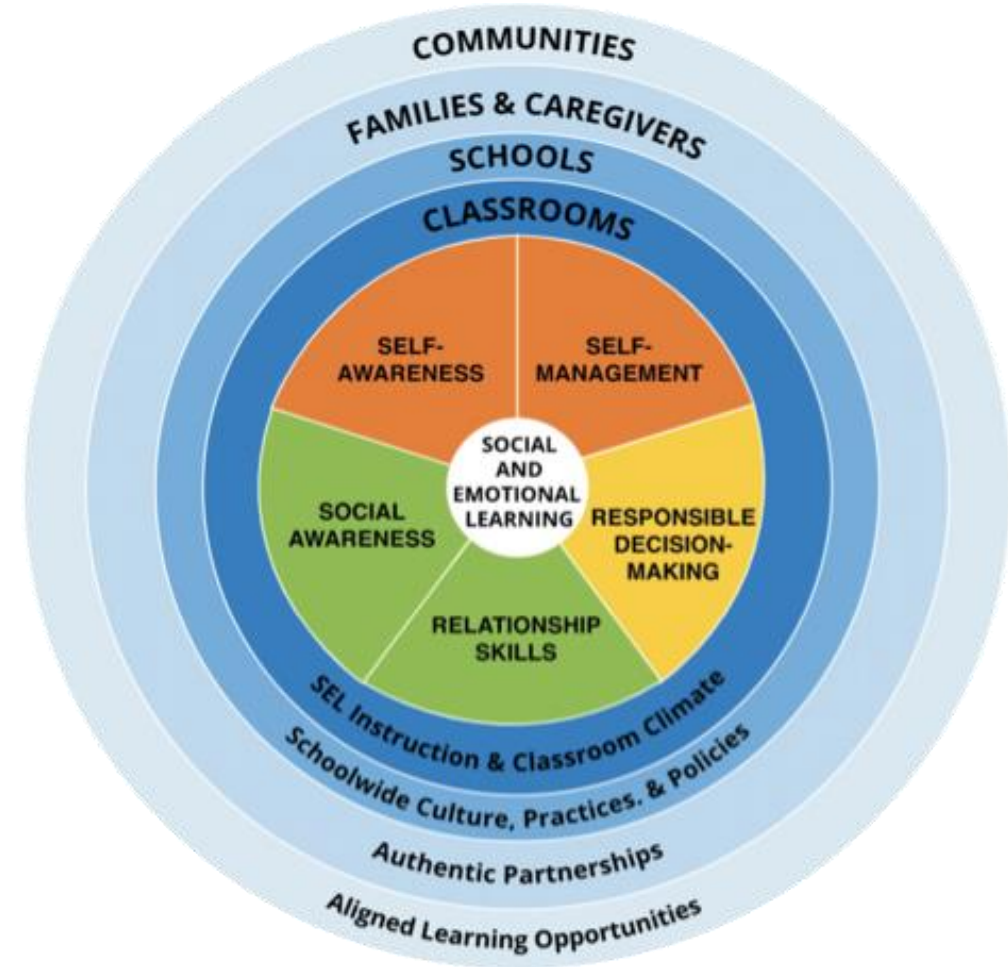 COMMUNITIES
FAMILIES & CAREGIVERS
SCHOOLS
CLASSROOMS
SELF-
AWARENESS
SELF-
MANAGEMENT
SOCIAL
AND
EMOTIONAL
LEARNING
SOCIAL
AWARENESS
RESPONSIBLE
DECISION-
MAKING
RELATIONSHIP
SKILLS
SEL Instruction & Classroom Climate
Schoolwide Culture, Practices. & Policies
Authentic Partnerships
Aligned Learning Opportunities